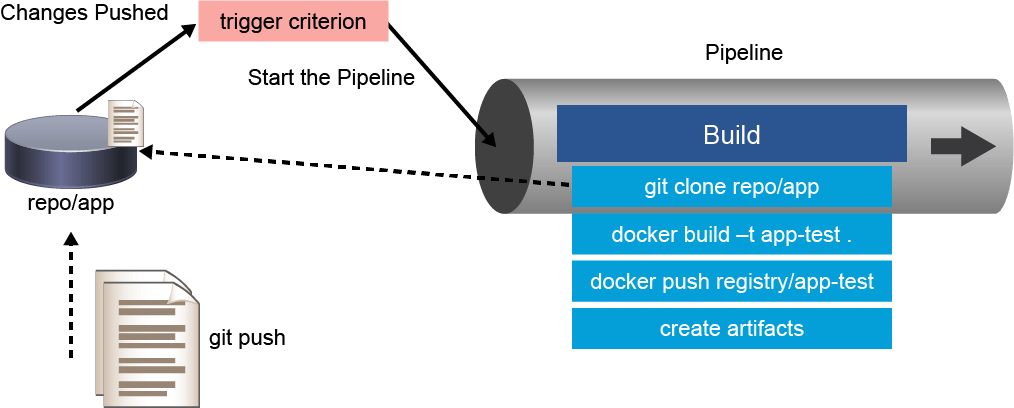 Changes Pushed
trigger criterion
Start the Pipeline
Pipeline
Build
git clone repo/app
docker build –t app-test .
docker push registry/app-test
create artifacts
repo/app
git push